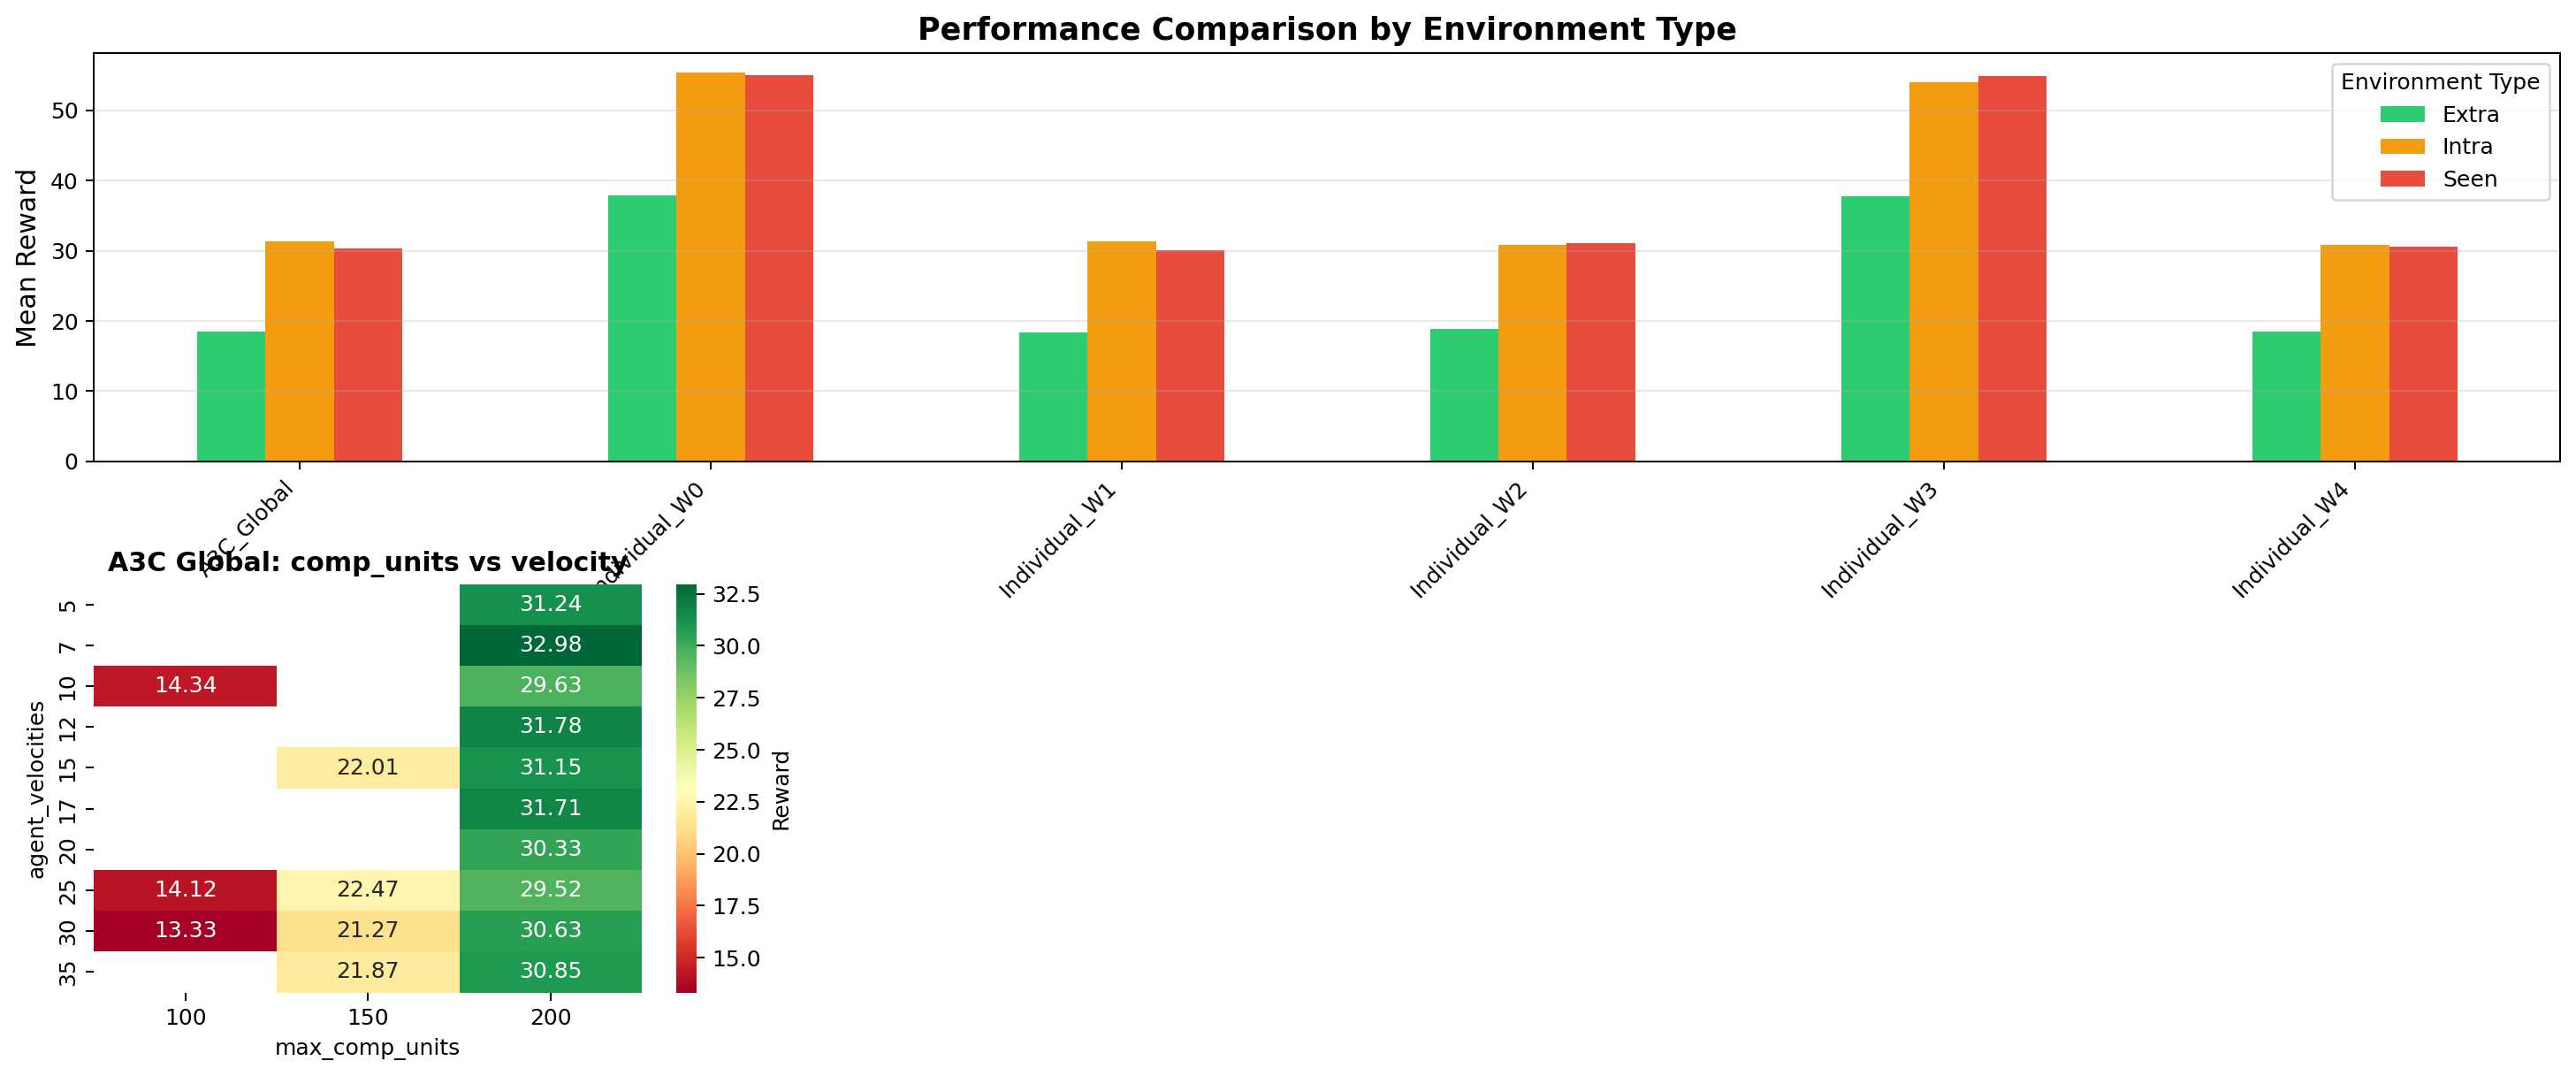 Performance Comparison by Environment Type
Mean Reward
50
40
30
20
10
0
Environment Type
Extra
Intra
Seen
A3C_Global
Individual_W0
Individual_W1
Individual_W2
Individual_W3
Individual_W4
A3C Global: comp_units vs velocity
agent_velocities
5
7
10
12
15
17
20
25
30
35
31.24
32.98
14.34 29.63
31.78
22.01 31.15
31.71
30.33
14.12 22.47 29.52
13.33 21.27 30.63
21.87 30.85
100 150 200
max_comp_units
32.5
30.0
27.5
25.0
22.5
20.0
17.5
15.0
Reward